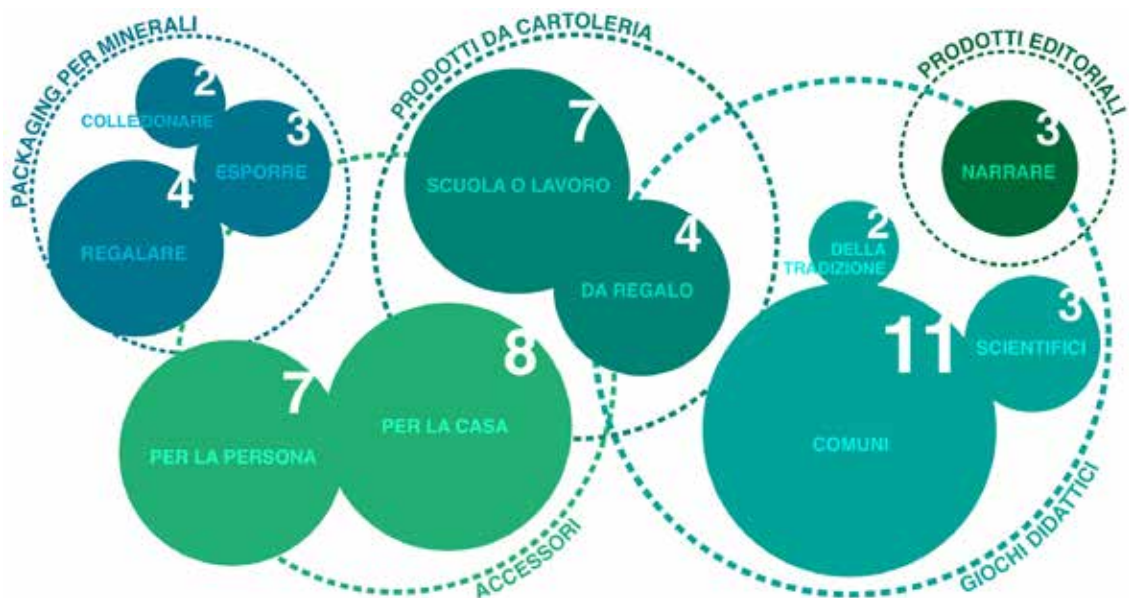 PACKAGING PER MINERALI
2
COLLEZIONARE
3
ESPORRE
4
REGALARE
PRODOTTI DA CARTOLERIA
7
SCUOLA O LAVORO
4
DA REGALO
PRODOTTI EDITORIALI
3
NARRARE
2
DELLA
TRADIZIONE
3
SCIENTIFICI
11
COMUNI
GIOCHI DIDATTICI
8
PER LA CASA
7
PER LA PERSONA
ACCESSORI